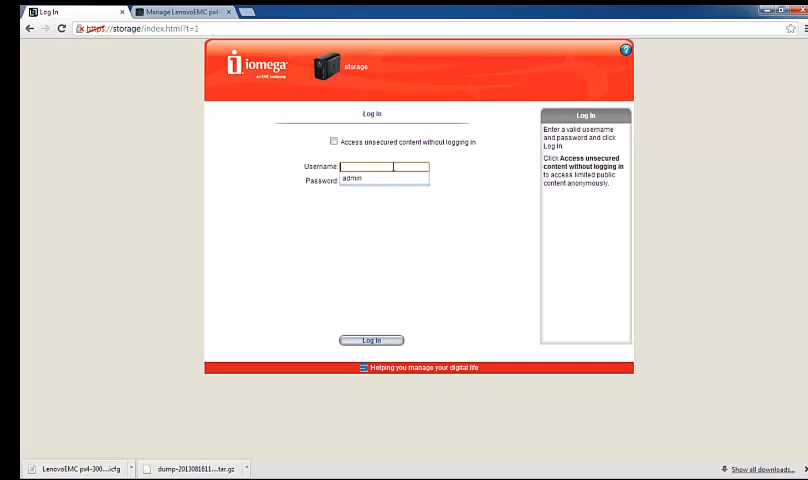 Log In
Manage LenovoEMC px4
https://storage/index.html?t=1
iomega
an EMC company
storage
?
Log In
Access unsecured content without logging in
Username:
Password:
admin
Log In
Helping you manage your digital life
Log In
Enter a valid username
and password and click
Log In.
Click Access unsecured
content without logging in
to access limited public
content anonymously.
LenovoEMC px4-300....icfg
dump-2013081611....tar.gz
Show all downloads...